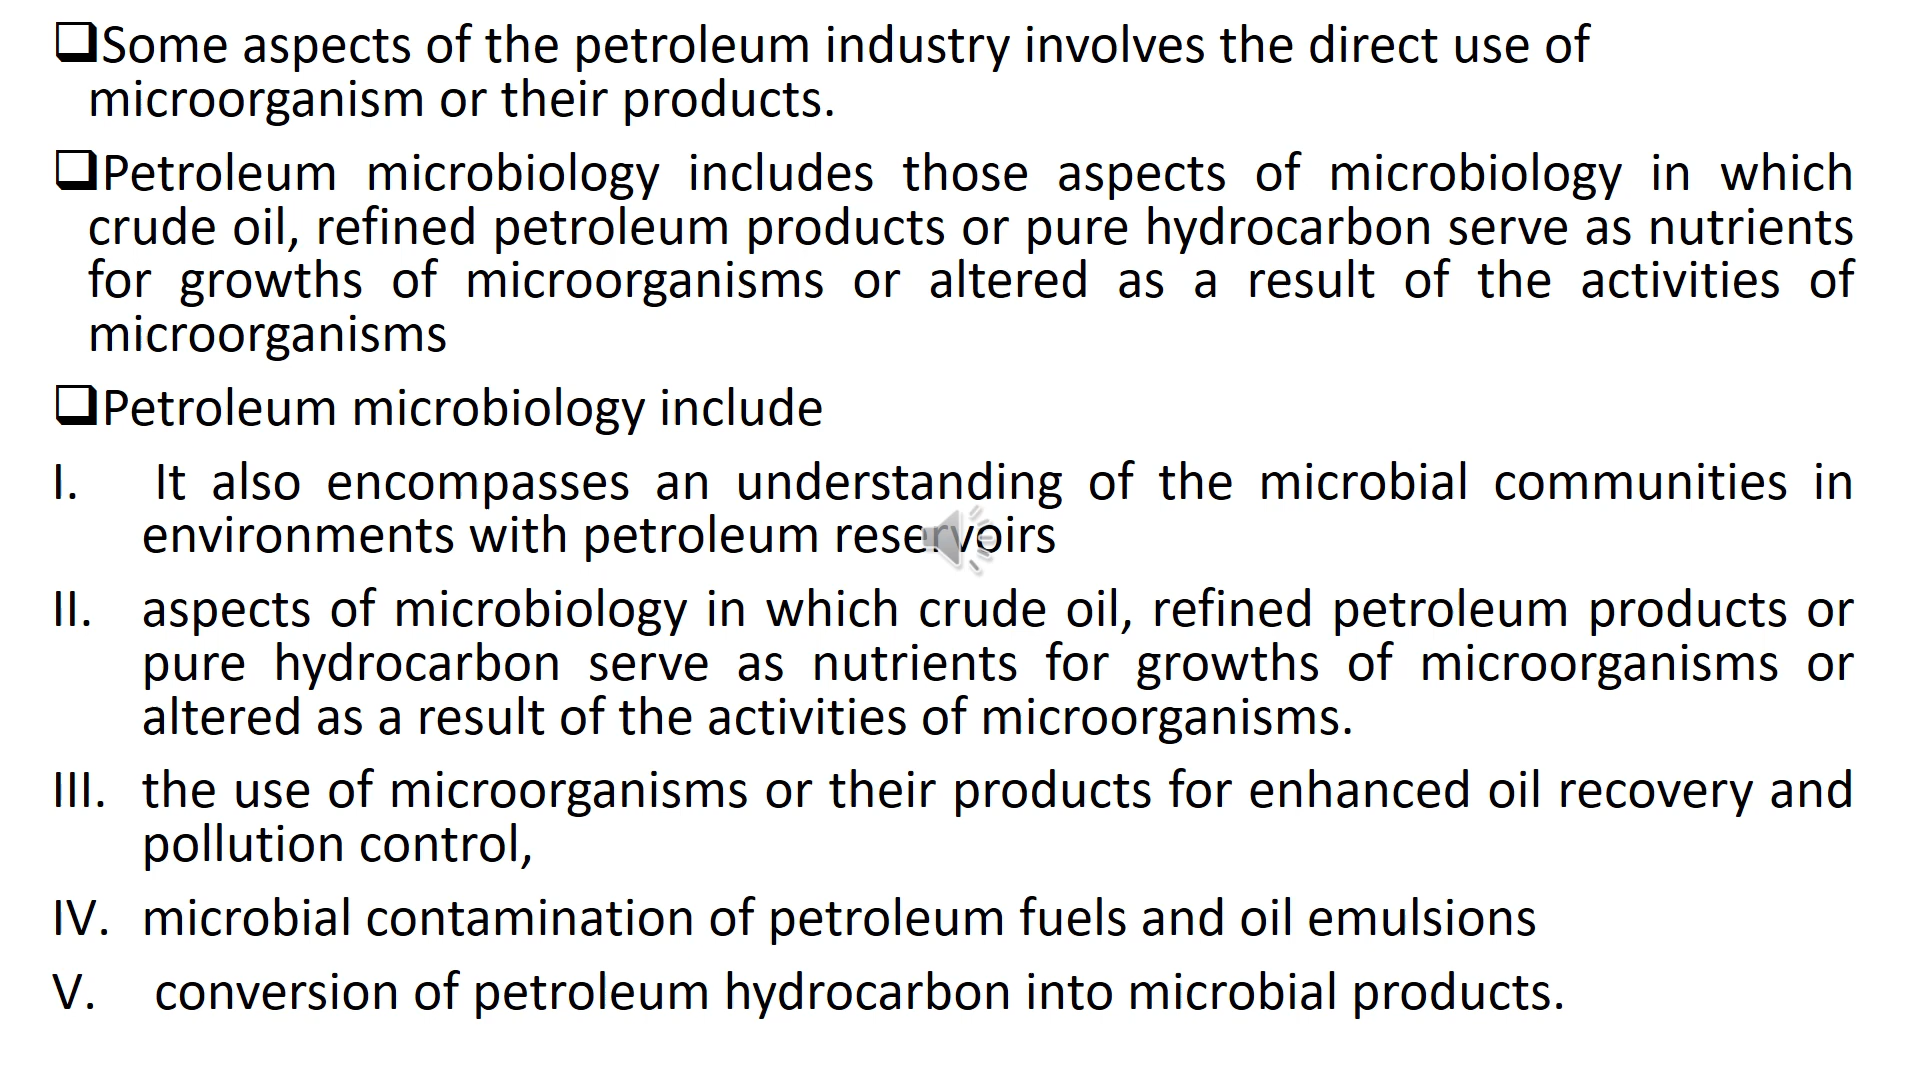 ❑Some aspects of the petroleum industry involves the direct use of
microorganism or their products.
❑Petroleum microbiology includes those aspects of microbiology in which
crude oil, refined petroleum products or pure hydrocarbon serve as nutrients
for growths of microorganisms or altered as a result of the activities of
microorganisms
❑Petroleum microbiology include
I. It also encompasses an understanding of the microbial communities in
environments with petroleum reservoirs
II. aspects of microbiology in which crude oil, refined petroleum products or
pure hydrocarbon serve as nutrients for growths of microorganisms or
altered as a result of the activities of microorganisms.
III. the use of microorganisms or their products for enhanced oil recovery and
pollution control,
IV. microbial contamination of petroleum fuels and oil emulsions
V. conversion of petroleum hydrocarbon into microbial products.